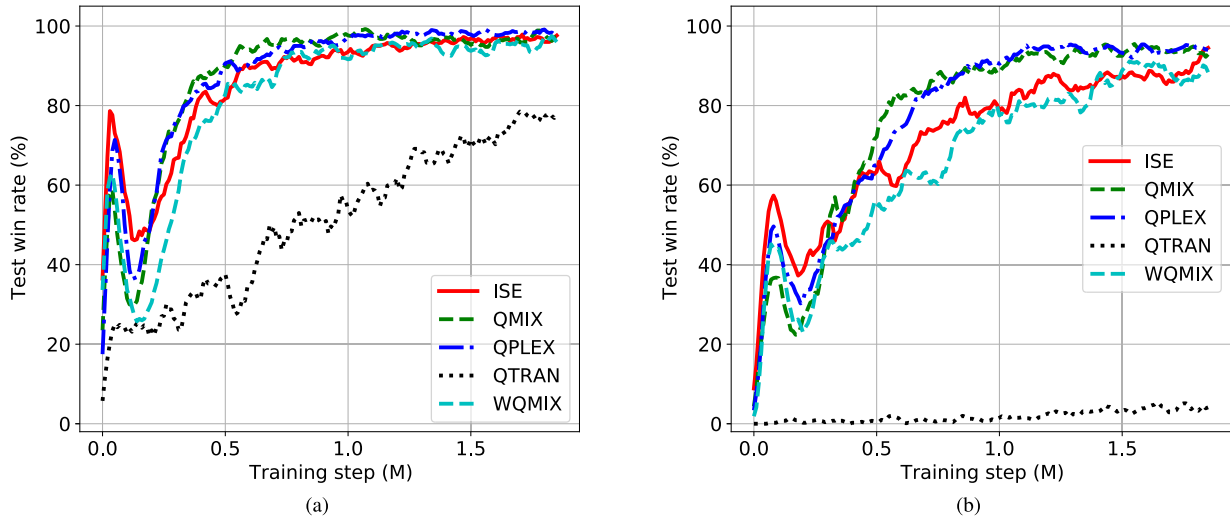 100
80
60
40
20
0
Test win rate (%)
0.0 0.5 1.0 1.5
Training step (M)
ISE
QMIX
QPLEX
QTRAN
WQMIX
(a)
100
80
60
40
20
0
Test win rate (%)
0.0 0.5 1.0 1.5
Training step (M)
ISE
QMIX
QPLEX
QTRAN
WQMIX
(b)